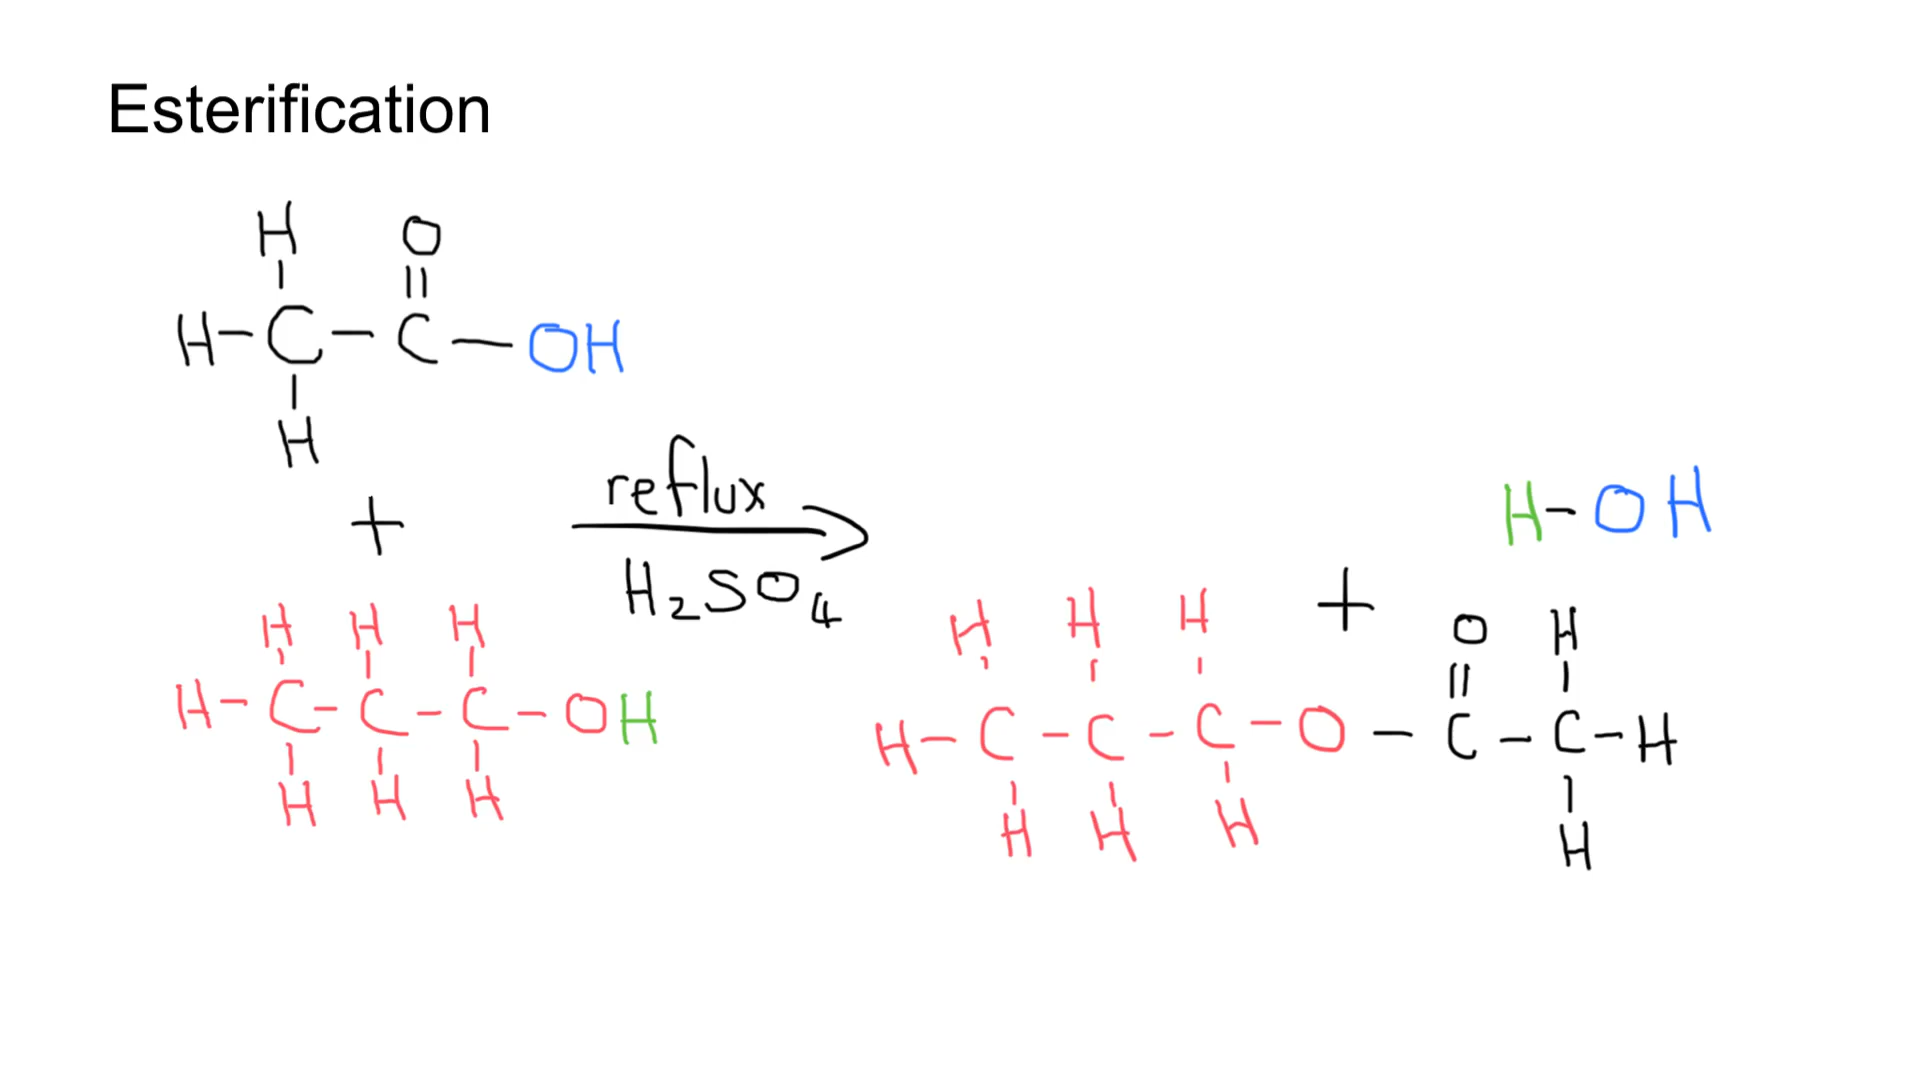 Esterification
H O
H-C-C-OH
H
+
reflux
H₂SO₄
H H H
H-C-C-C-OH
H H H
H-OH
+
H H H O H
H-C-C-C-O-C-C-H
H H H H